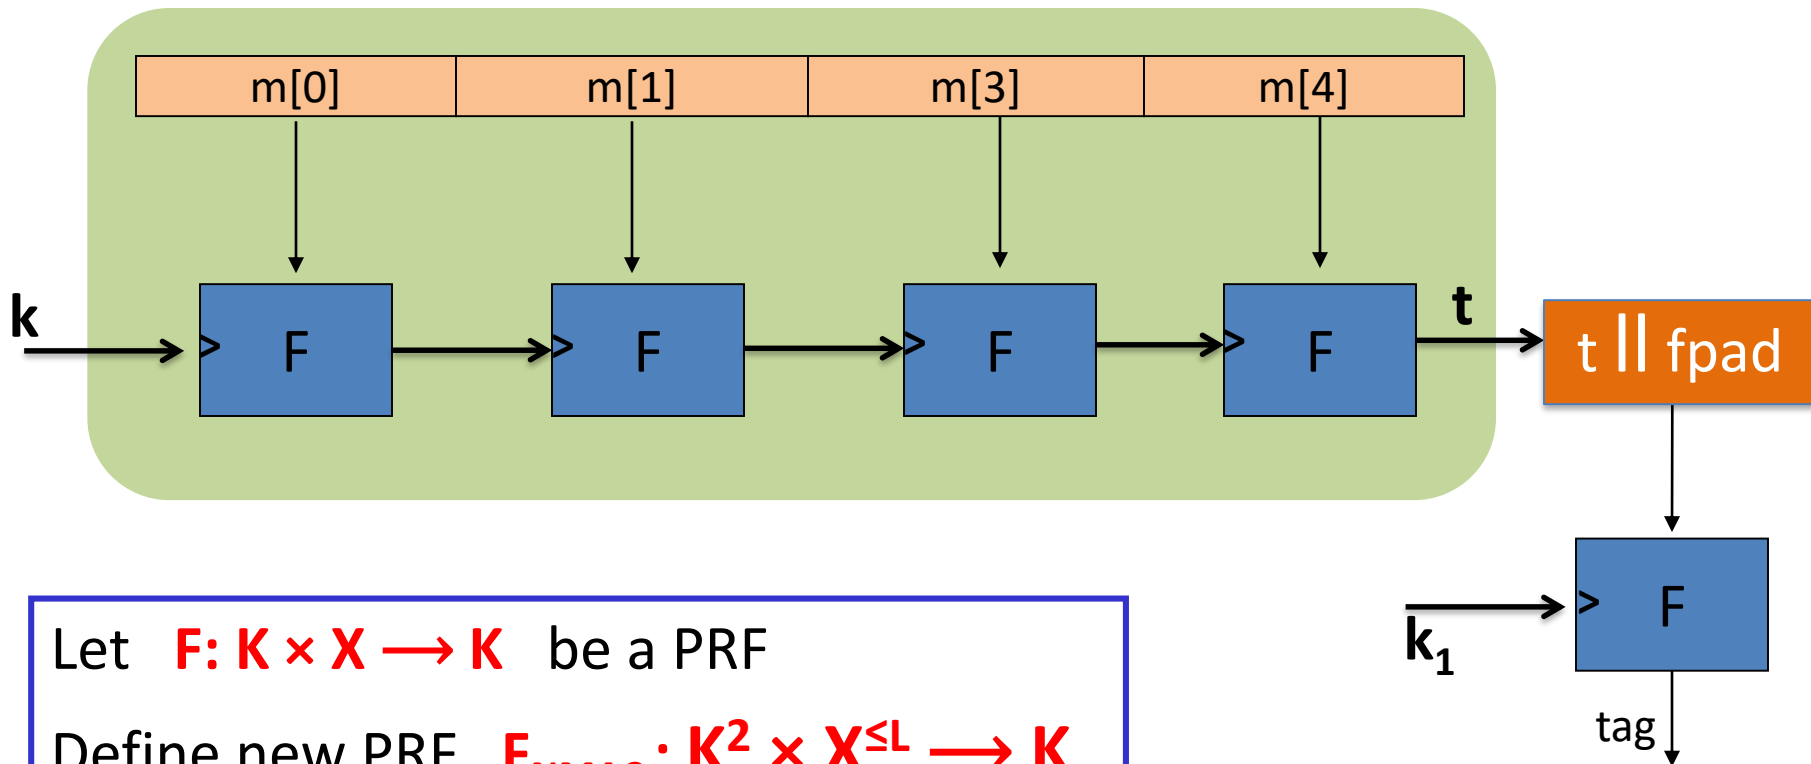 m[0] m[1] m[3] m[4]
k > F > F > F > F t t || fpad
k₁ > F
tag
Let F: K × X ⟶ K be a PRF
Define new PRF : K² × X^≤L ⟶ K